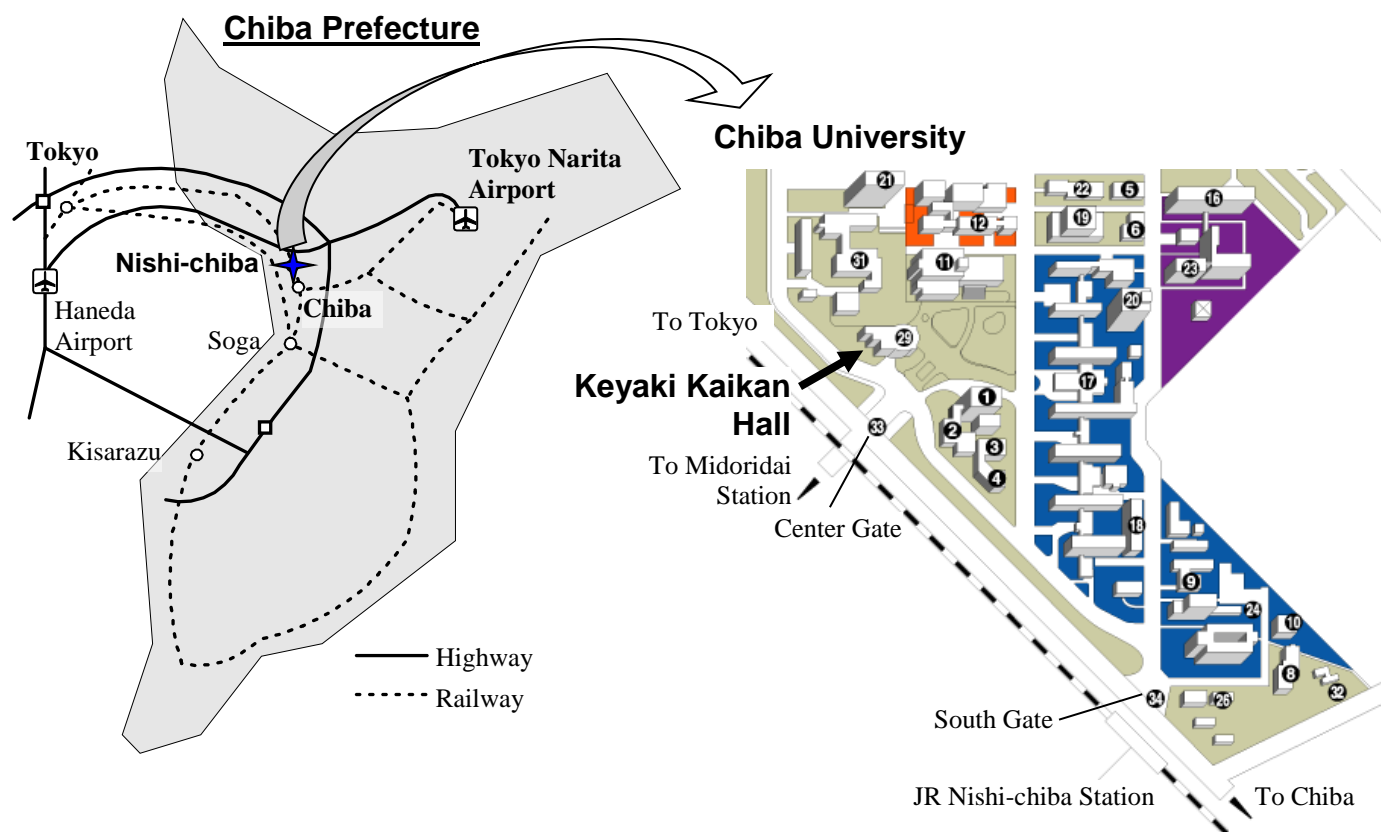 Chiba Prefecture
Tokyo
Tokyo Narita
Airport
Nishi-chiba
Haneda
Airport
Chiba
Soga
Kisarazu
Highway
Railway
Chiba University
21
22
5
16
12
19
6
31
11
23
20
To Tokyo
29
Keyaki Kaikan
Hall
17
1
33
2
3
To Midoridai
Station
4
Center Gate
18
9
24
10
8
32
34
26
South Gate
JR Nishi-chiba Station
To Chiba